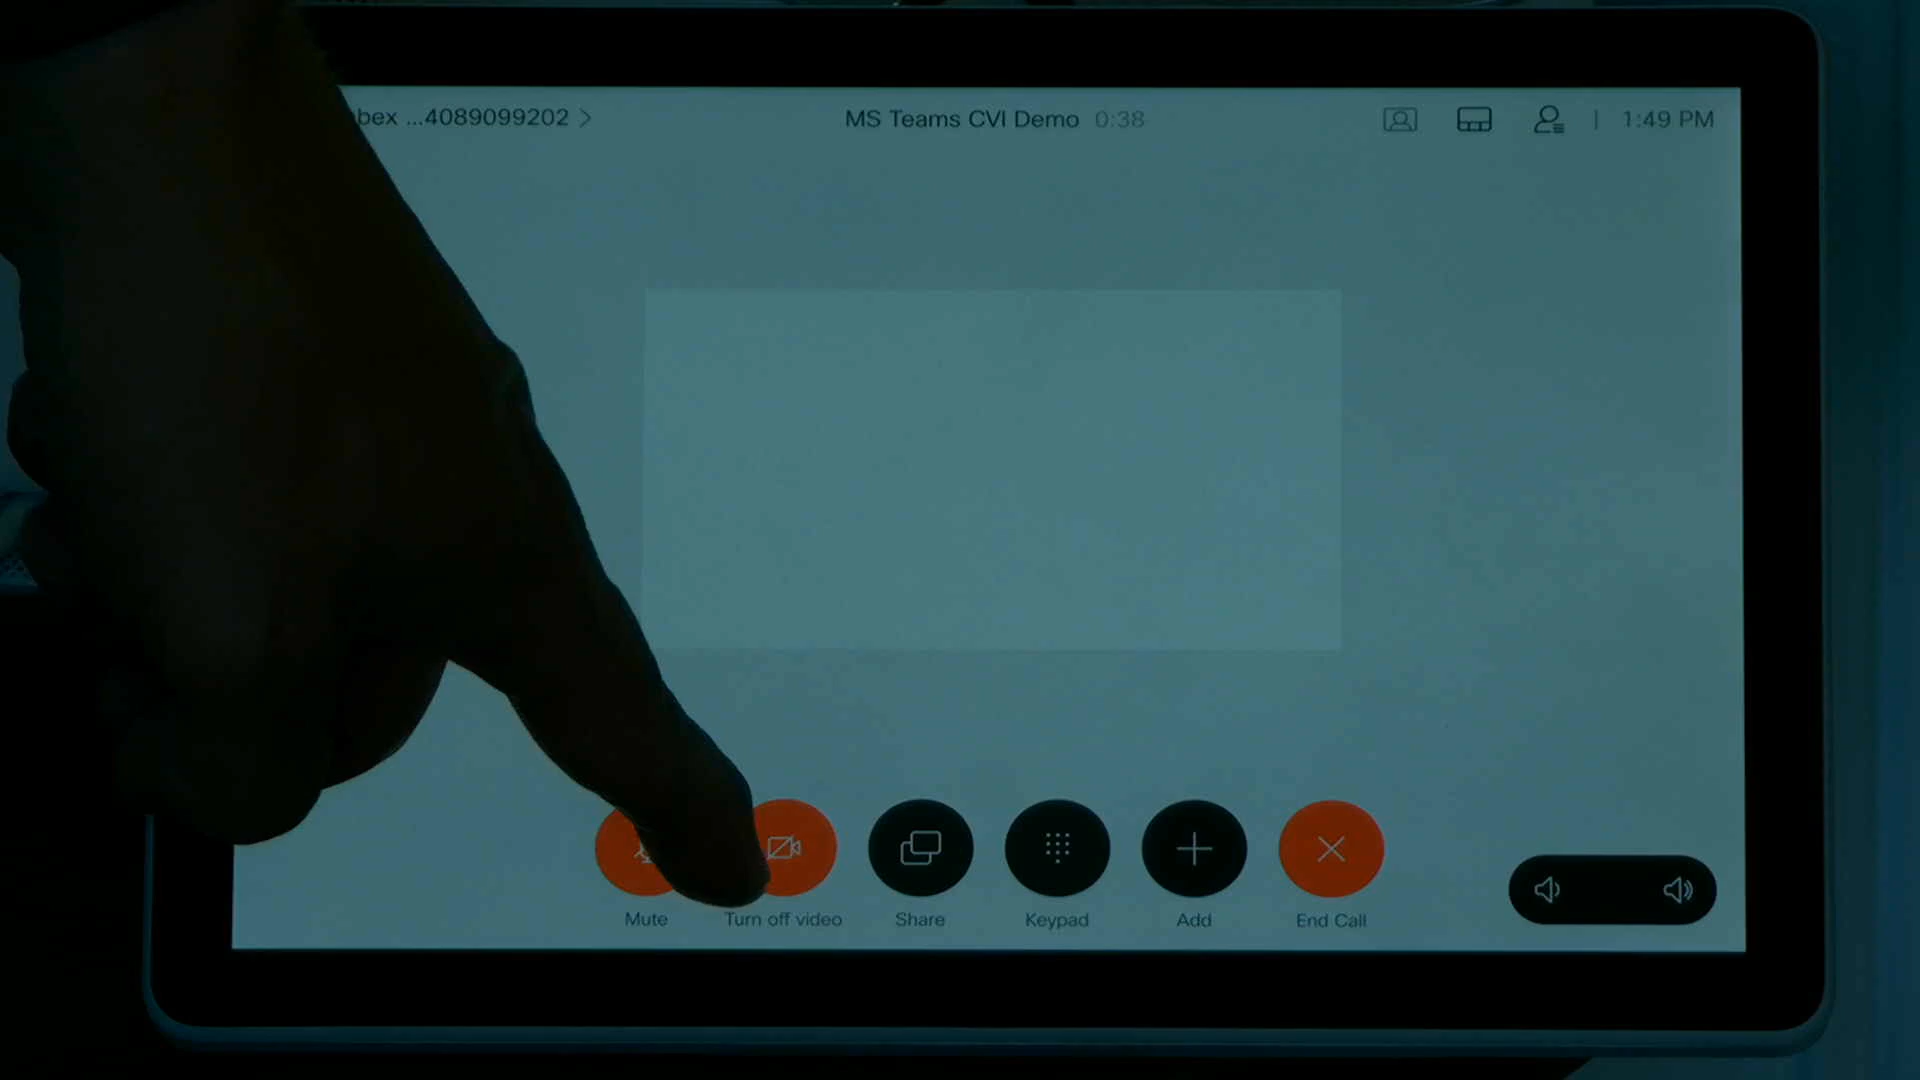 bex ...4089099202
MS Teams CVI Demo 0:38
1:49 PM
Mute
Turn off video
Share
Keypad
Add
End Call